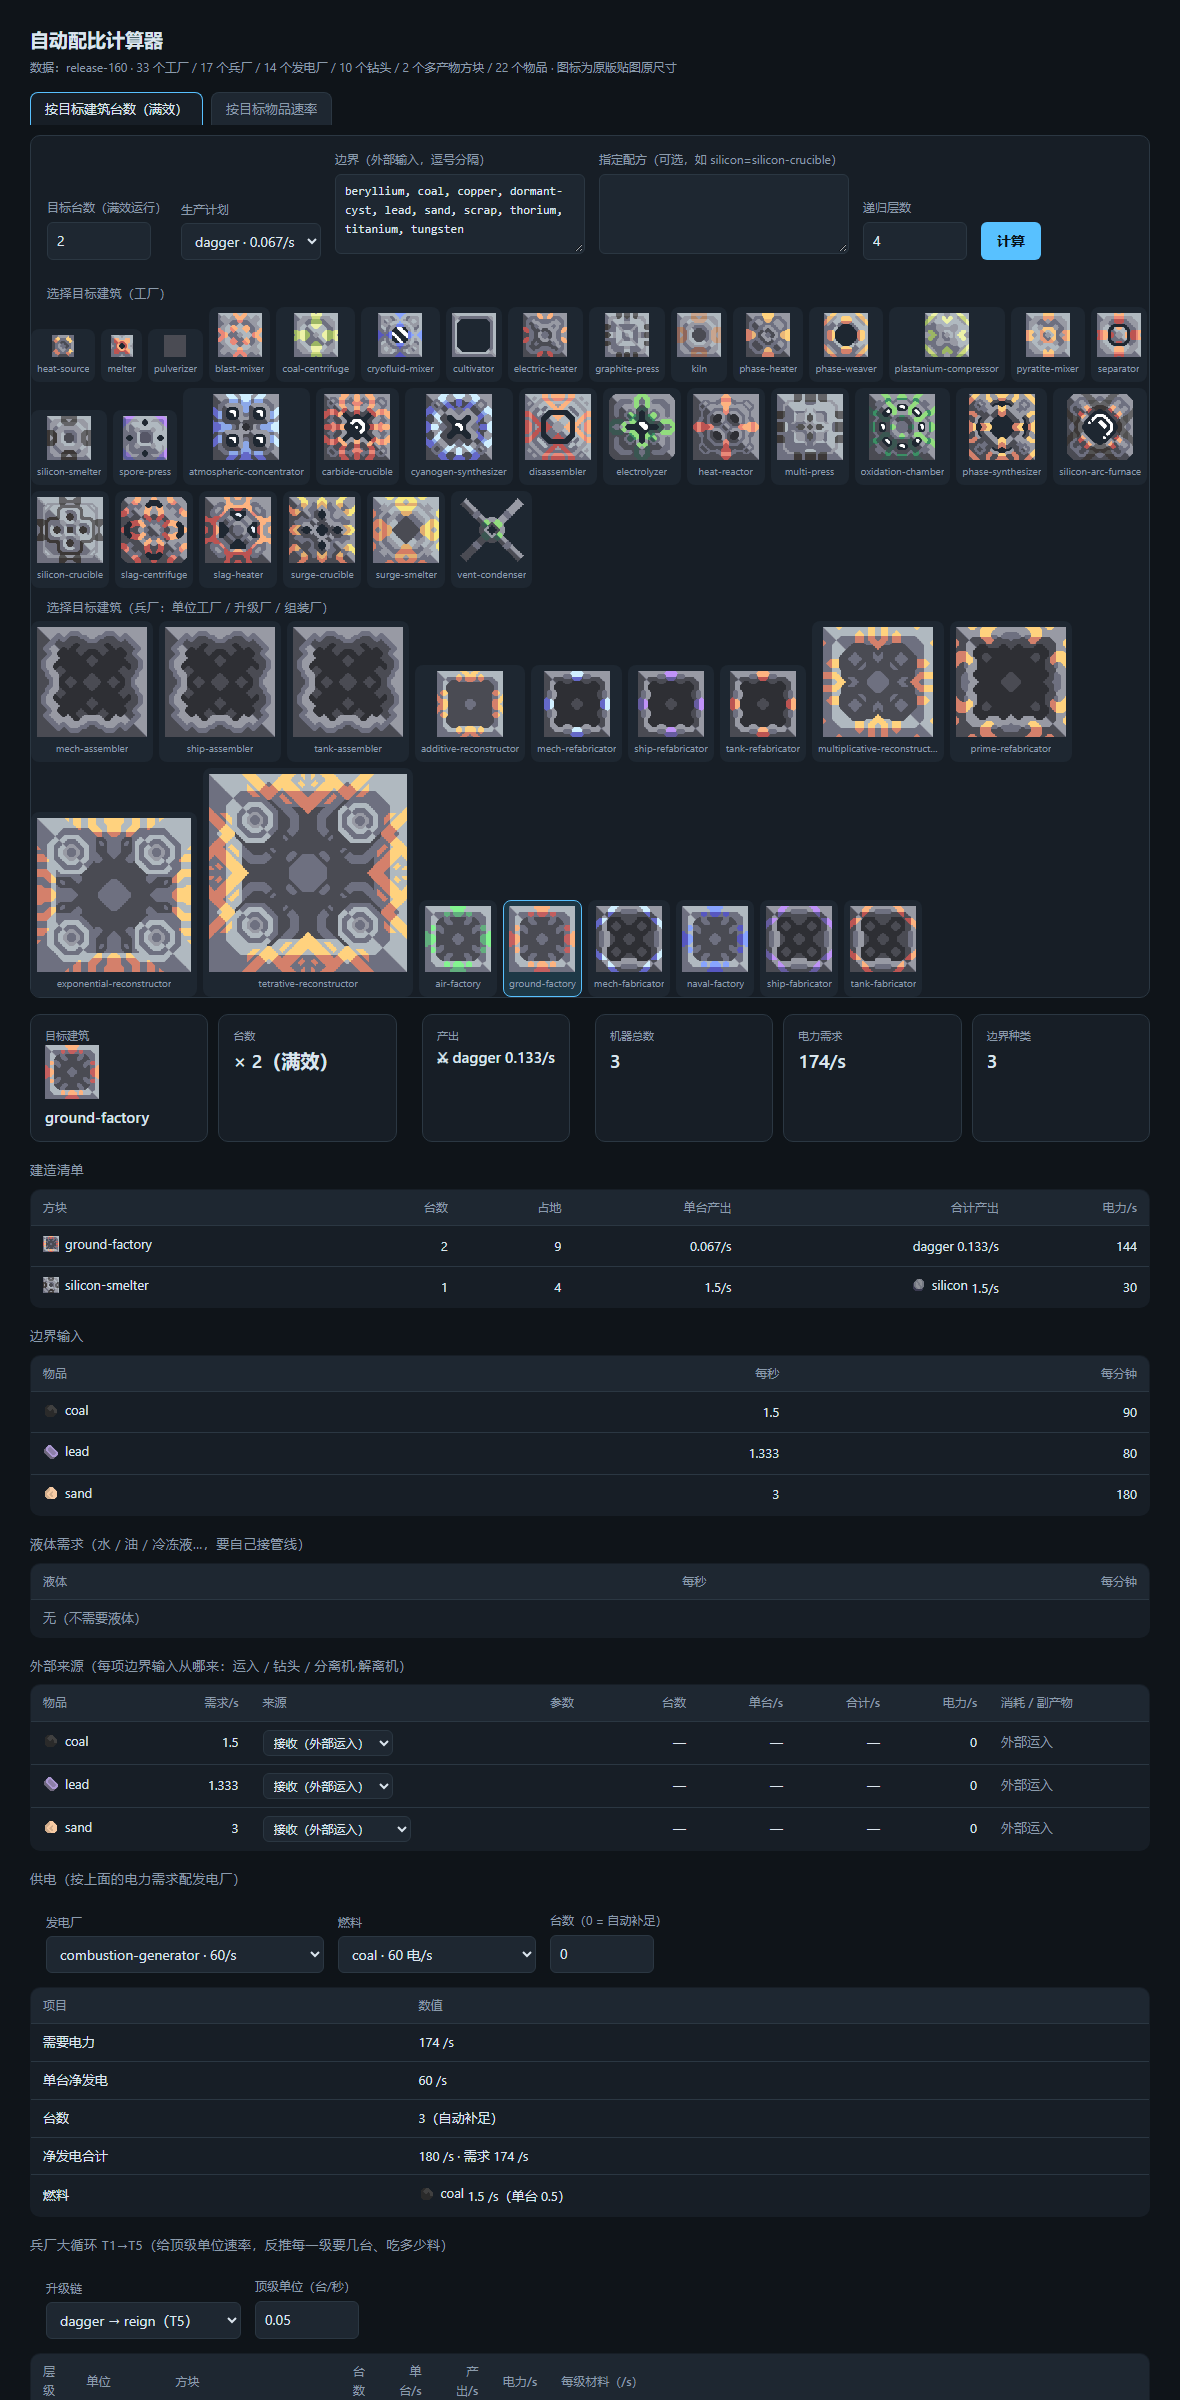 自动配比计算器
数据：release-160 · 33 个工厂 / 17 个兵厂 / 14 个发电厂 / 10 个钻头 / 2 个多产物方块 / 22 个物品 · 图标为原版贴图原尺寸
按目标建筑台数（满效） 按目标物品速率
边界（外部输入，逗号分隔） 指定配方（可选，如 silicon=silicon-crucible）
目标台数（满效运行） 生产计划 递归层数
beryllium, coal, copper, dormant-
cyst, lead, sand, scrap, thorium,
titanium, tungsten
2 dagger · 0.067/s 4 计算
选择目标建筑（工厂）
heat-source melter pulverizer blast-mixer coal-centrifuge cryofluid-mixer cultivator electric-heater graphite-press kiln phase-heater phase-weaver plastanium-compressor pyratite-mixer separator
silicon-smelter spore-press atmospheric-concentrator carbide-crucible cyanogen-synthesizer disassembler electrolyzer heat-reactor multi-press oxidation-chamber phase-synthesizer silicon-arc-furnace
silicon-crucible slag-centrifuge slag-heater surge-crucible surge-smelter vent-condenser
选择目标建筑（兵厂：单位工厂 / 升级厂 / 组装厂）
mech-assembler ship-assembler tank-assembler additive-reconstructor mech-refabricator ship-refabricator tank-refabricator multiplicative-reconstruct... prime-refabricator
exponential-reconstructor tetrative-reconstructor air-factory ground-factory mech-fabricator naval-factory ship-fabricator tank-fabricator
目标建筑 台数 产出 机器总数 电力需求 边界种类
× 2（满效） dagger 0.133/s 3 174/s 3
ground-factory
建造清单
方块 台数 占地 单台产出 合计产出 电力/s
ground-factory 2 9 0.067/s dagger 0.133/s 144
silicon-smelter 1 4 1.5/s silicon 1.5/s 30
边界输入
物品 每秒 每分钟
coal 1.5 90
lead 1.333 80
sand 3 180
液体需求（水 / 油 / 冷冻液…，要自己接管线）
液体 每秒 每分钟
无（不需要液体）
外部来源（每项边界输入从哪来：运入 / 钻头 / 分离机·解离机）
物品 需求/s 来源 参数 台数 单台/s 合计/s 电力/s 消耗 / 副产物
coal 1.5 接收（外部运入） — — — 0 外部运入
lead 1.333 接收（外部运入） — — — 0 外部运入
sand 3 接收（外部运入） — — — 0 外部运入
供电（按上面的电力需求配发电厂）
发电厂 燃料 台数（0 = 自动补足）
combustion-generator · 60/s coal · 60 电/s 0
项目 数值
需要电力 174 /s
单台净发电 60 /s
台数 3（自动补足）
净发电合计 180 /s · 需求 174 /s
燃料 coal 1.5 /s（单台 0.5）
兵厂大循环 T1→T5（给顶级单位速率，反推每一级要几台、吃多少料）
升级链 顶级单位（台/秒）
dagger → reign（T5） 0.05
层级 单位 方块 台数 单台/s 产出/s 电力/s 每级材料（/s）